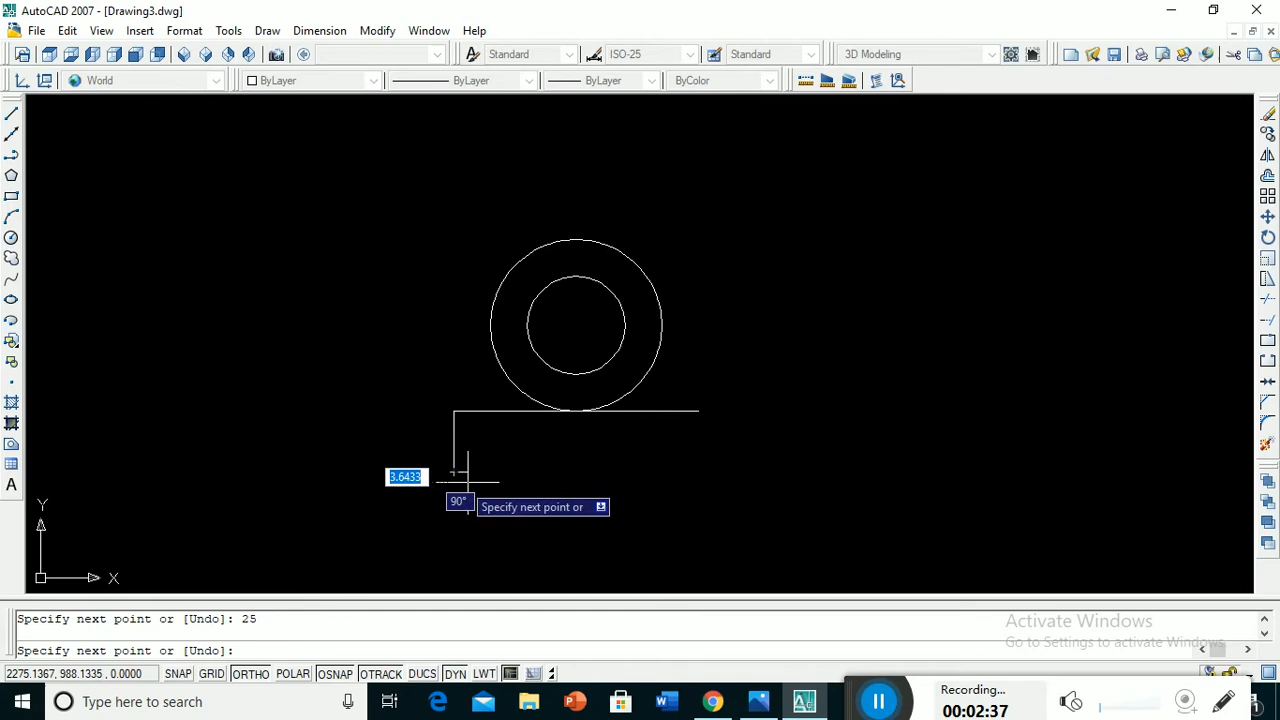 AutoCAD 2007 - [Drawing3.dwg]
File Edit View Insert Format Tools Draw Dimension Modify Window Help
Standard ISO-25 Standard 3D Modeling
World ByLayer ByLayer ByLayer ByColor
A
3.6433
90° Specify next point or
Y
X
Specify next point or [Undo]: 25
Specify next point or [Undo]:
Activate Windows
Go to Settings to activate Windows.
2275.1367, 988.1335, 0.0000 SNAP GRID ORTHO POLAR OSNAP OTRACK DUCS DYN LWT
Type here to search
Recording...
00:02:37